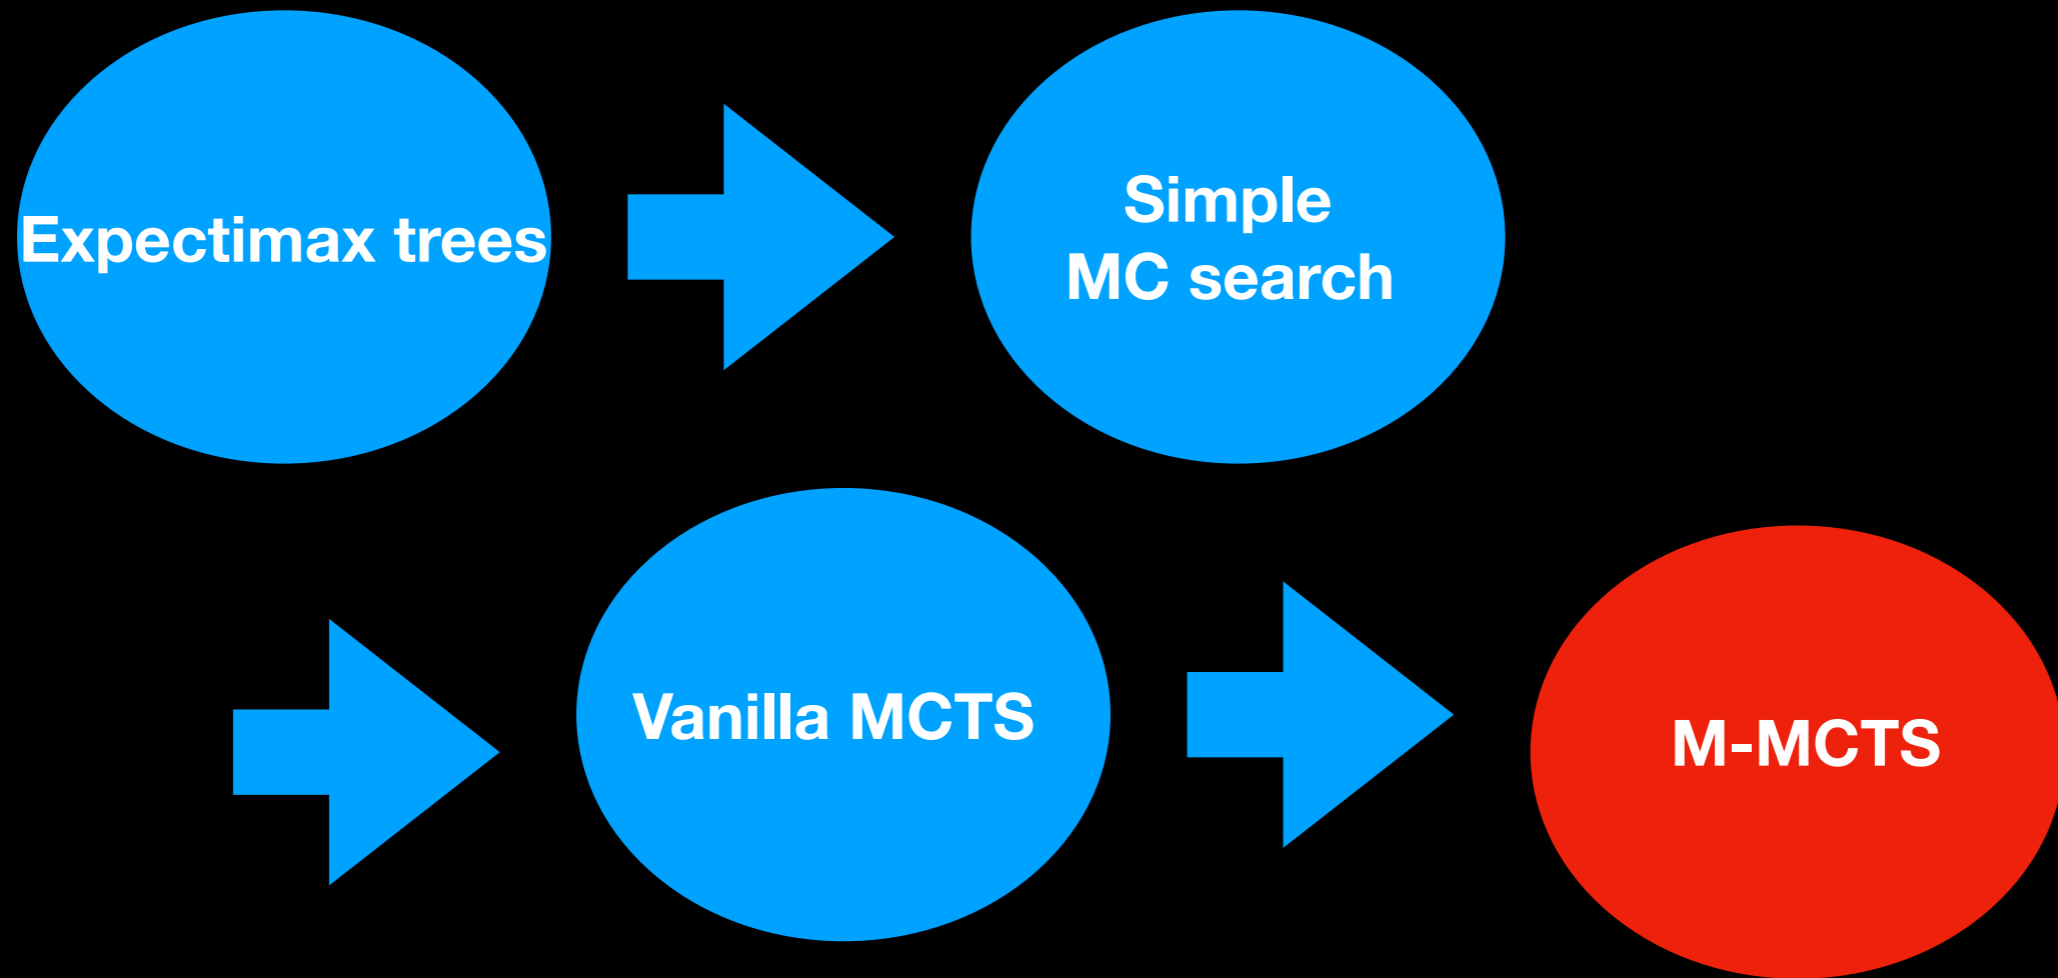 Expectimax trees
Simple
MC search
Vanilla MCTS
M-MCTS